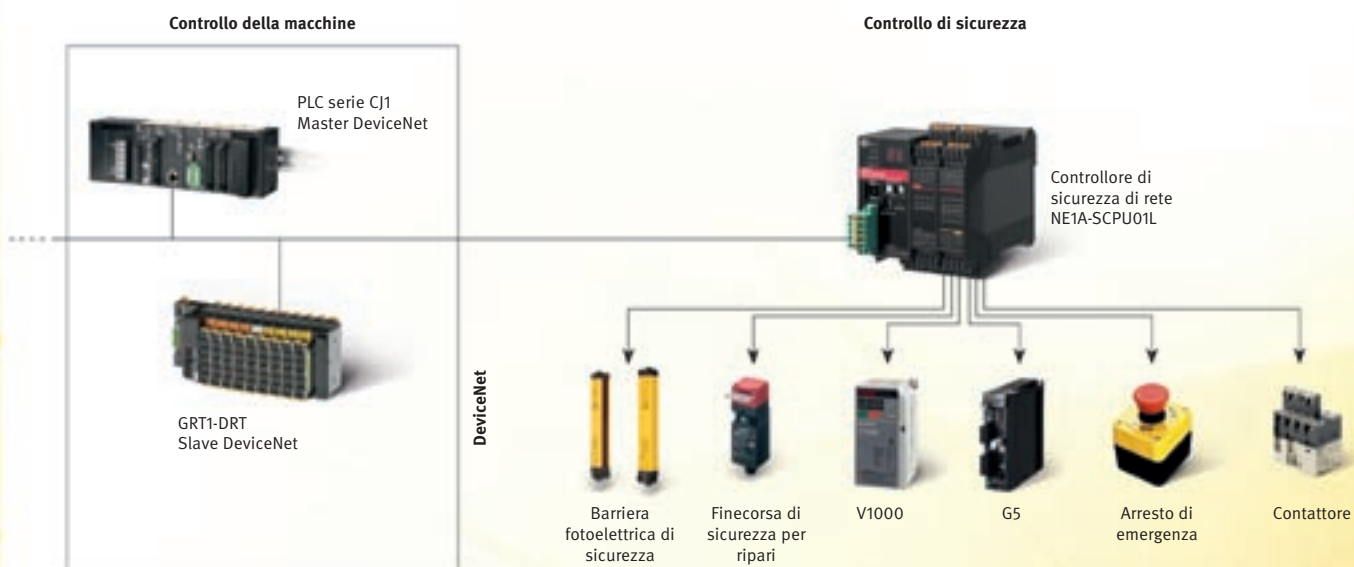 Controllo della macchine
Controllo di sicurezza
PLC serie CJ1
Master DeviceNet
Controllore di
sicurezza di rete
NE1A-SCPU01L
GRT1-DRT
Slave DeviceNet
DeviceNet
Barriera
fotoelettrica di
sicurezza
Finecorsa di
sicurezza per
ripari
V1000
G5
Arresto di
emergenza
Contattore